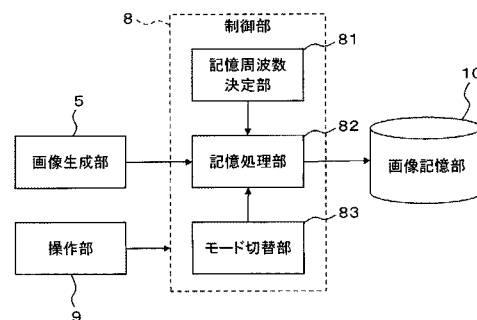 8
制御部
81
記憶周波数
決定部
10
5
82
画像生成部
記憶処理部
画像記憶部
83
操作部
モード切替部
9